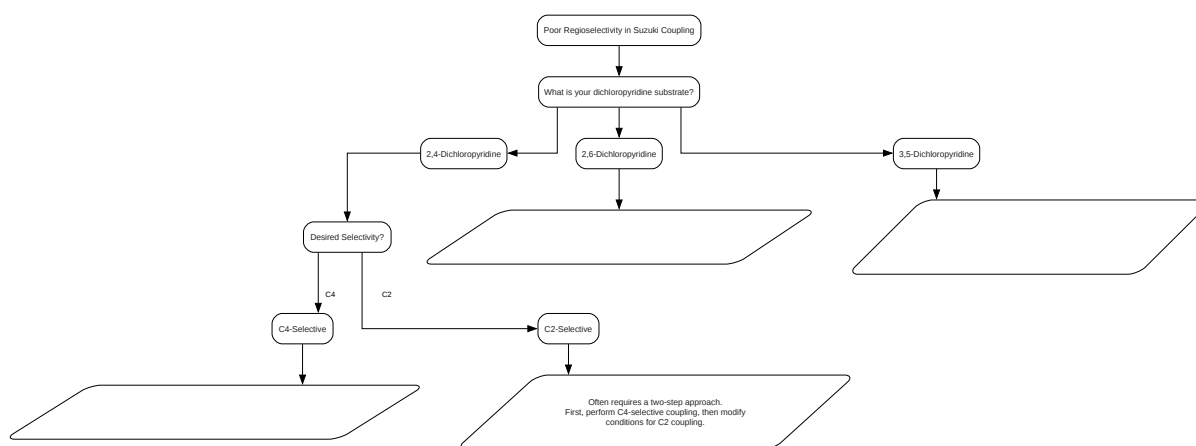 Poor Regioselectivity in Suzuki Coupling
What is your dichloropyridine substrate?
2,4-Dichloropyridine
2,6-Dichloropyridine
3,5-Dichloropyridine
Desired Selectivity?
C4
C2
C4-Selective
C2-Selective
Often requires a two-step approach.
First, perform C4-selective coupling, then modify
conditions for C2 coupling.